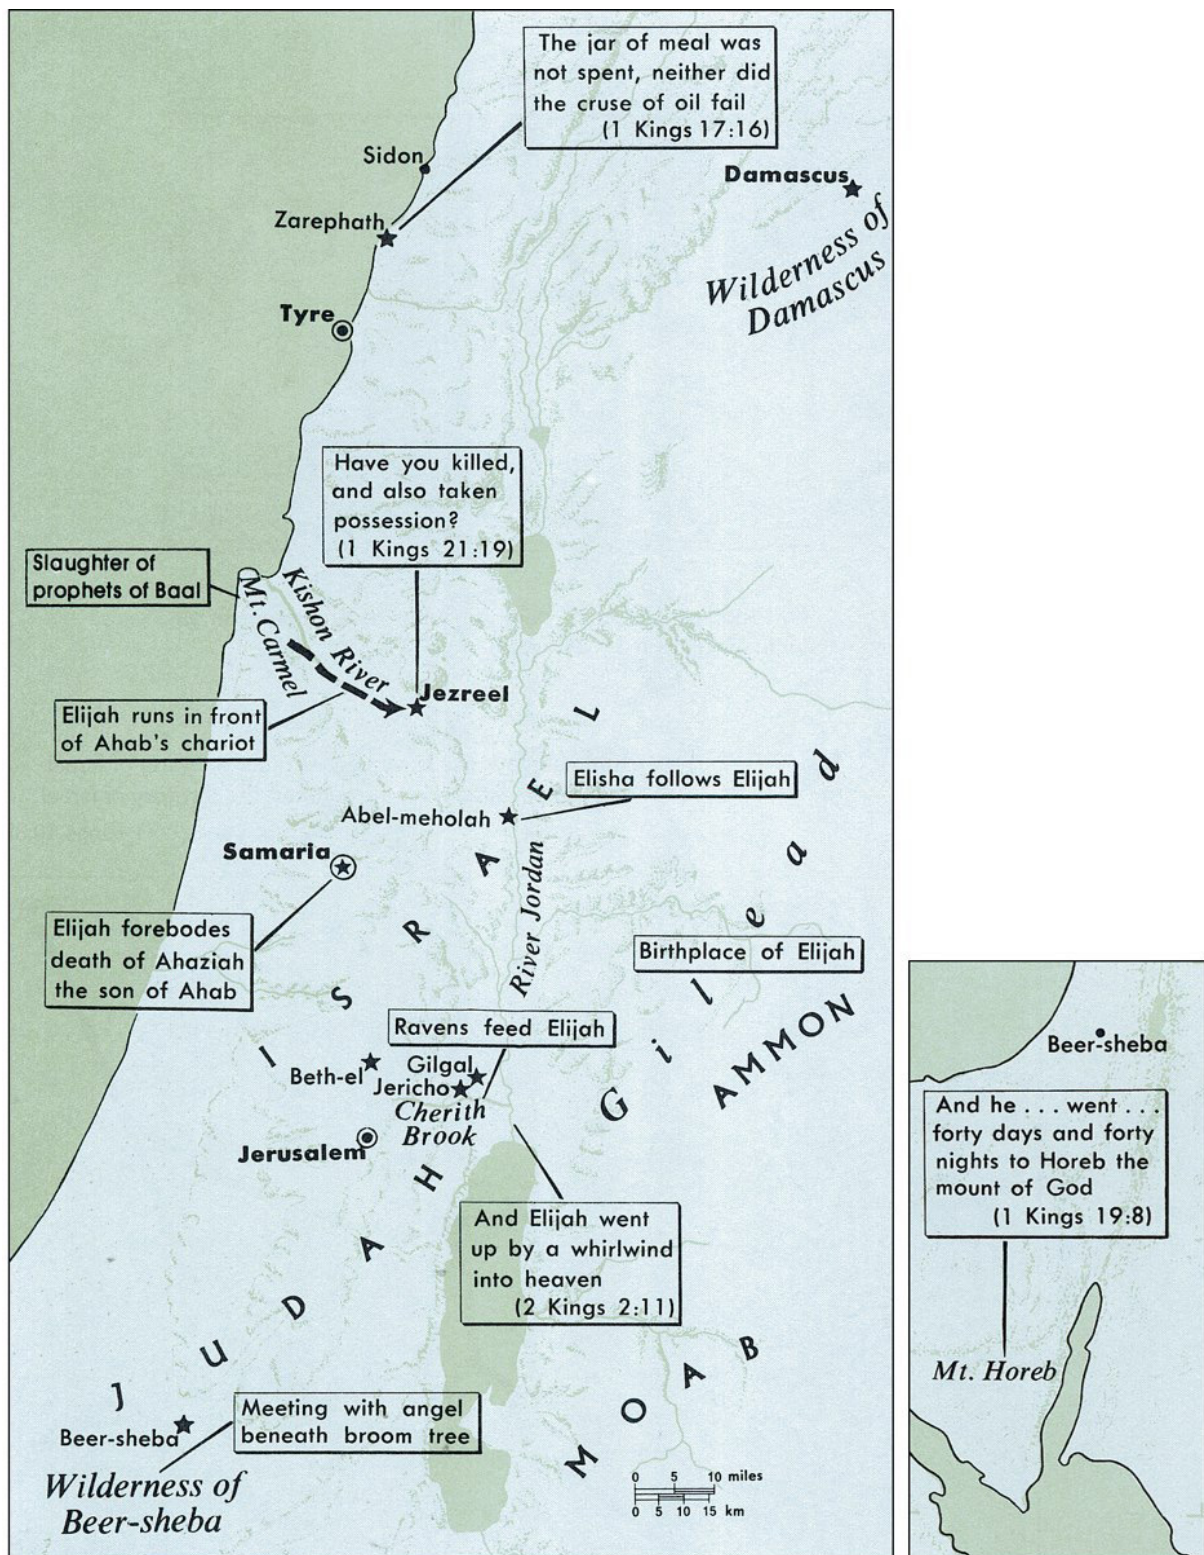 The jar of meal was
not spent, neither did
the cruse of oil fail
(1 Kings 17:16)
Sidon
Damascus
Zarephath
Wilderness of
Damascus
Tyre
Have you killed,
and also taken
possession?
(1 Kings 21:19)
Slaughter of
prophets of Baal
Kishon River
Mt. Carmel
Jezreel
Elijah runs in front
of Ahab's chariot
Elisha follows Elijah
Abel-meholah
Samaria
River Jordan
ISRAEL
Gilead
Elijah forebodes
death of Ahaziah
the son of Ahab
Birthplace of Elijah
AMMON
Ravens feed Elijah
Beth-el
Gilgal
Jericho
Cherith
Brook
Jerusalem
And Elijah went
up by a whirlwind
into heaven
(2 Kings 2:11)
JUDAH
MOAB
Meeting with angel
beneath broom tree
Beer-sheba
Wilderness of
Beer-sheba
0 5 10 miles
0 5 10 15 km
Beer-sheba
And he ... went ...
forty days and forty
nights to Horeb the
mount of God
(1 Kings 19:8)
Mt. Horeb